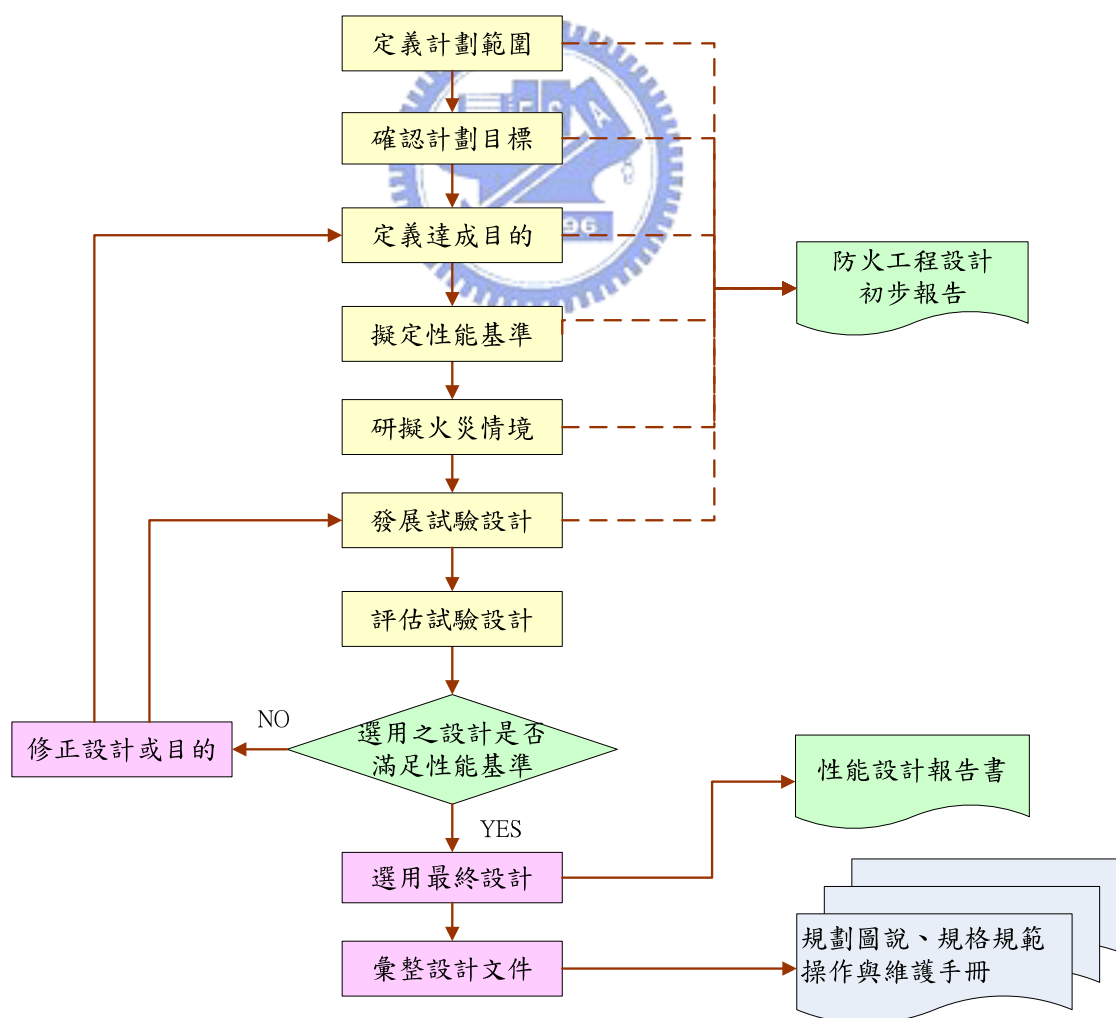 定義計劃範圍
確認計劃目標
定義達成目的
防火工程設計
初步報告
擬定性能基準
研擬火災情境
發展試驗設計
評估試驗設計
NO
選用之設計是否
滿足性能基準
修正設計或目的
性能設計報告書
YES
選用最終設計
規劃圖說、規格規範
操作與維護手冊
彙整設計文件